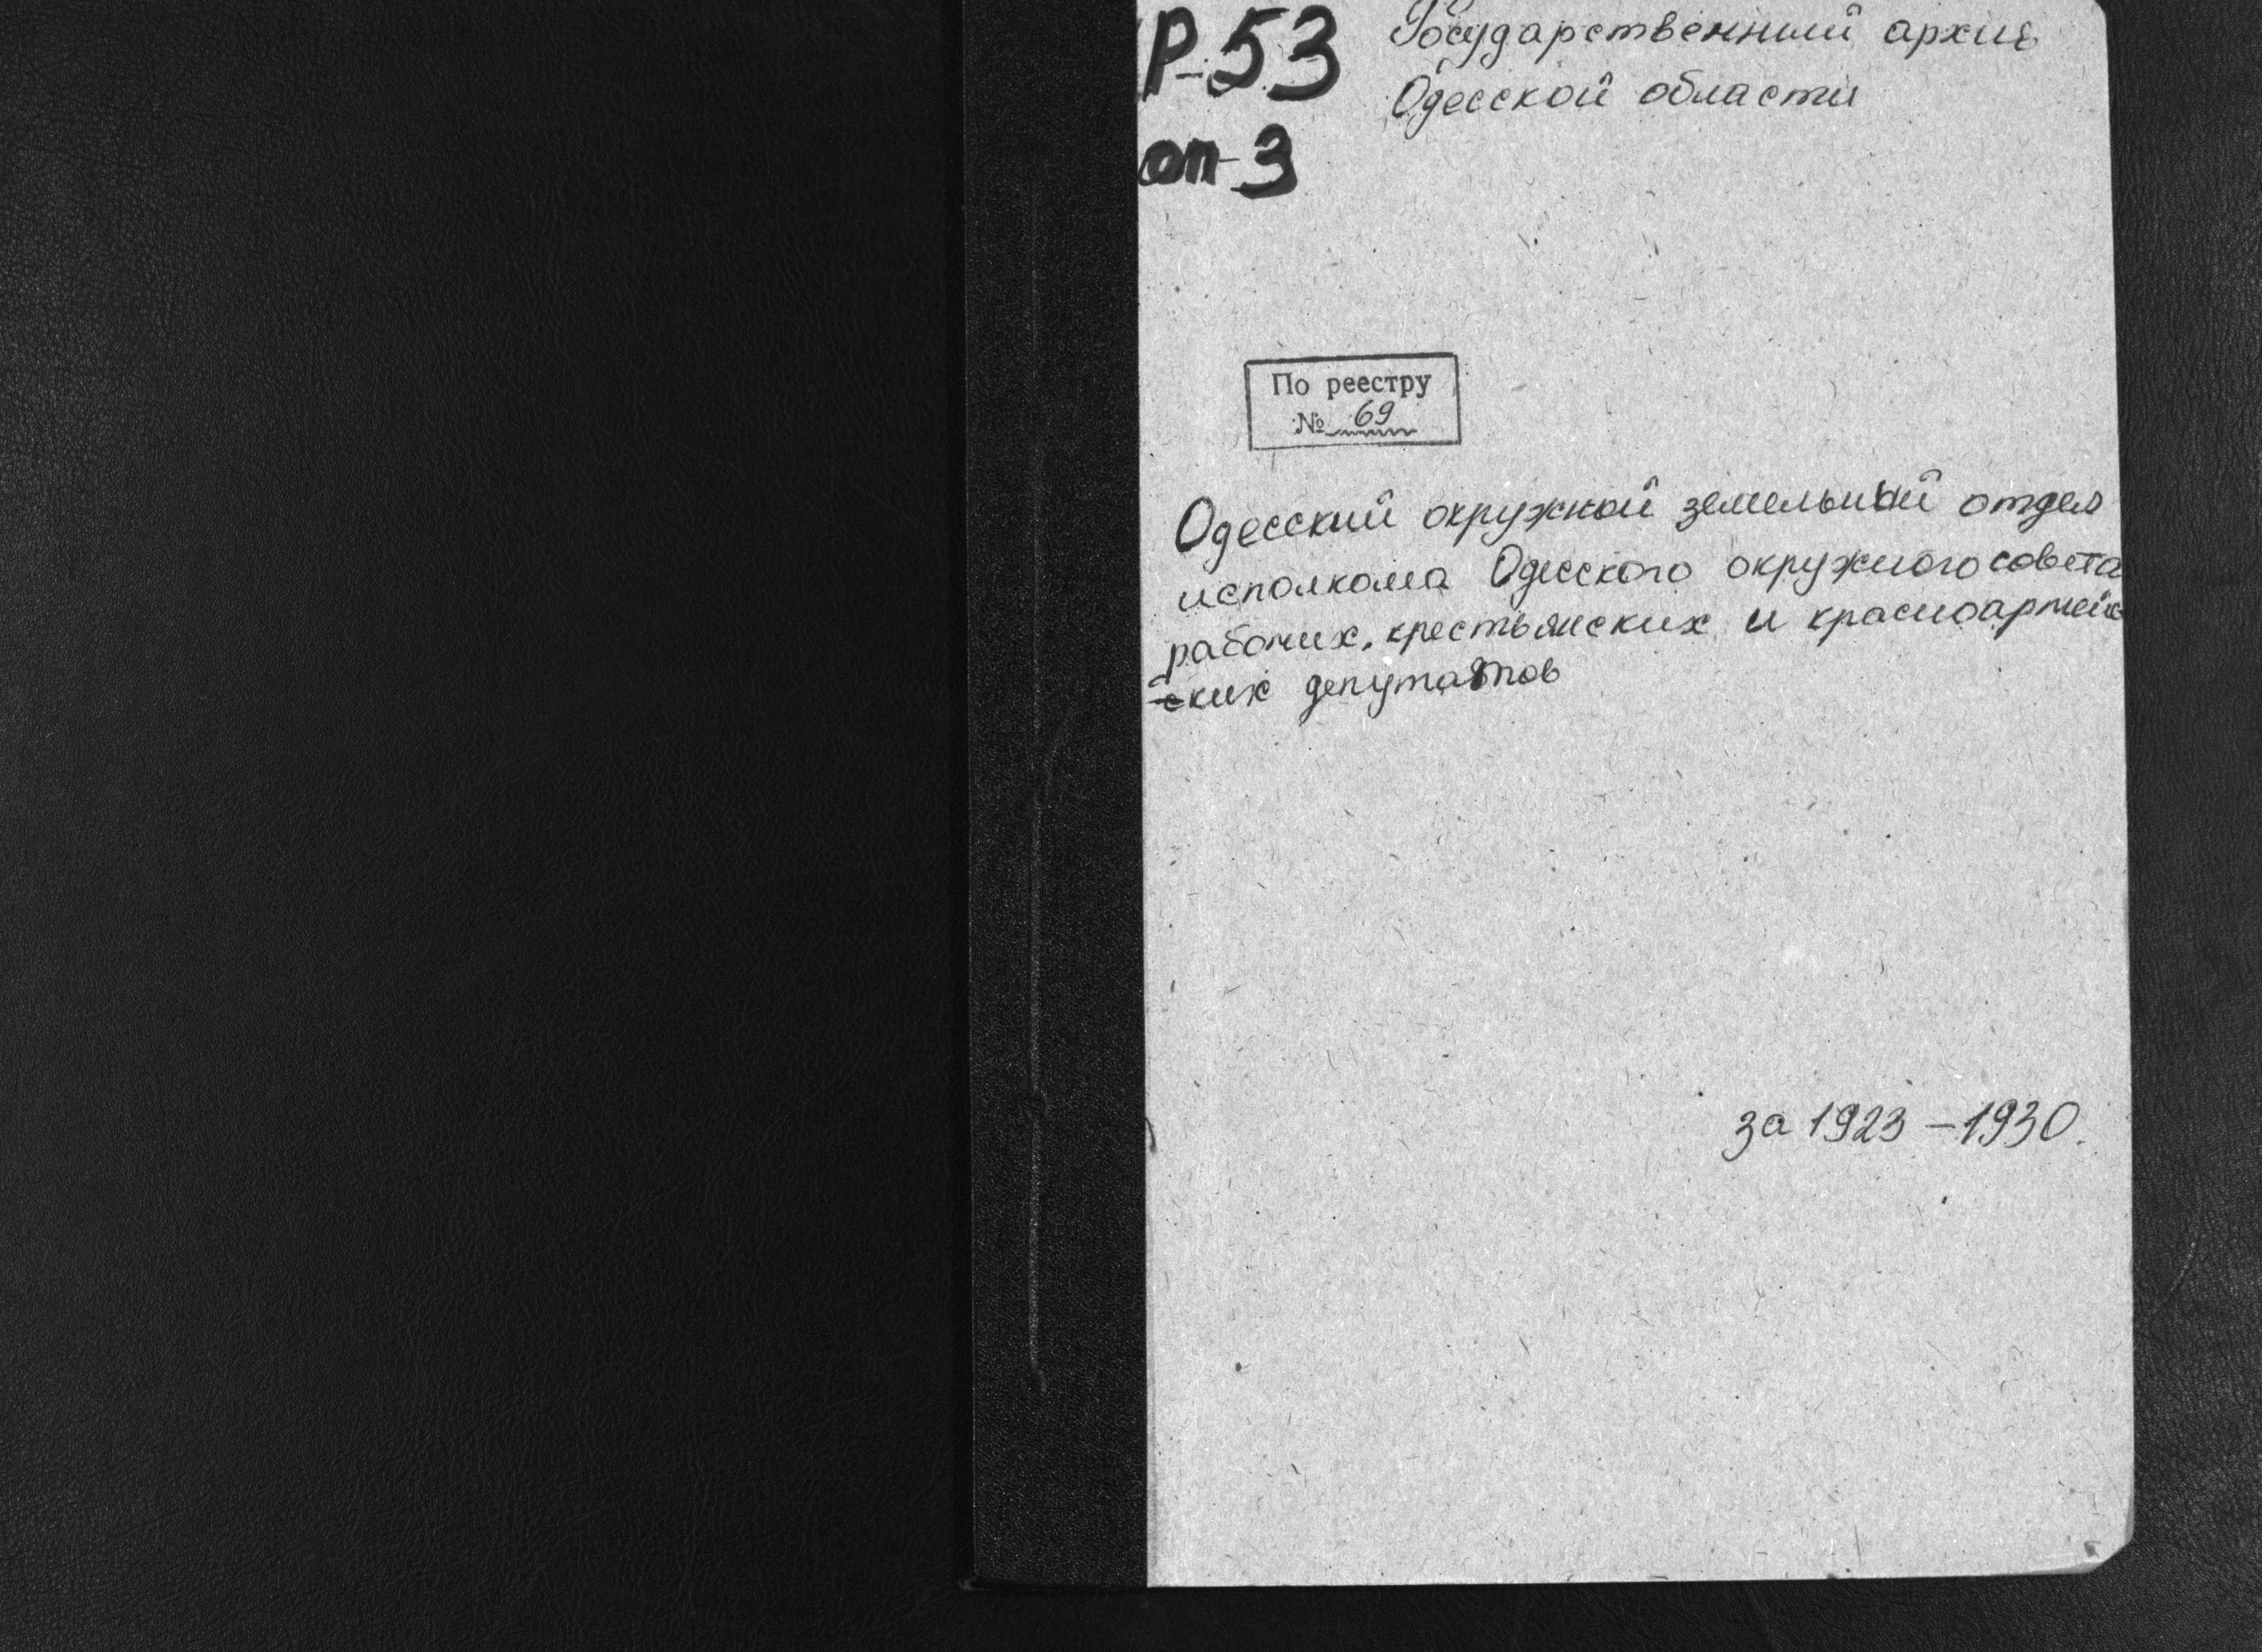 Р-53
Государственный архив
Одесской области
оп-3
По реестру
№ 69
Одесский окружной земельный отдел
исполкома Одесского окружного совета
рабочих, крестьянских и красноармейс
-ских депутатов
за 1923-1930.